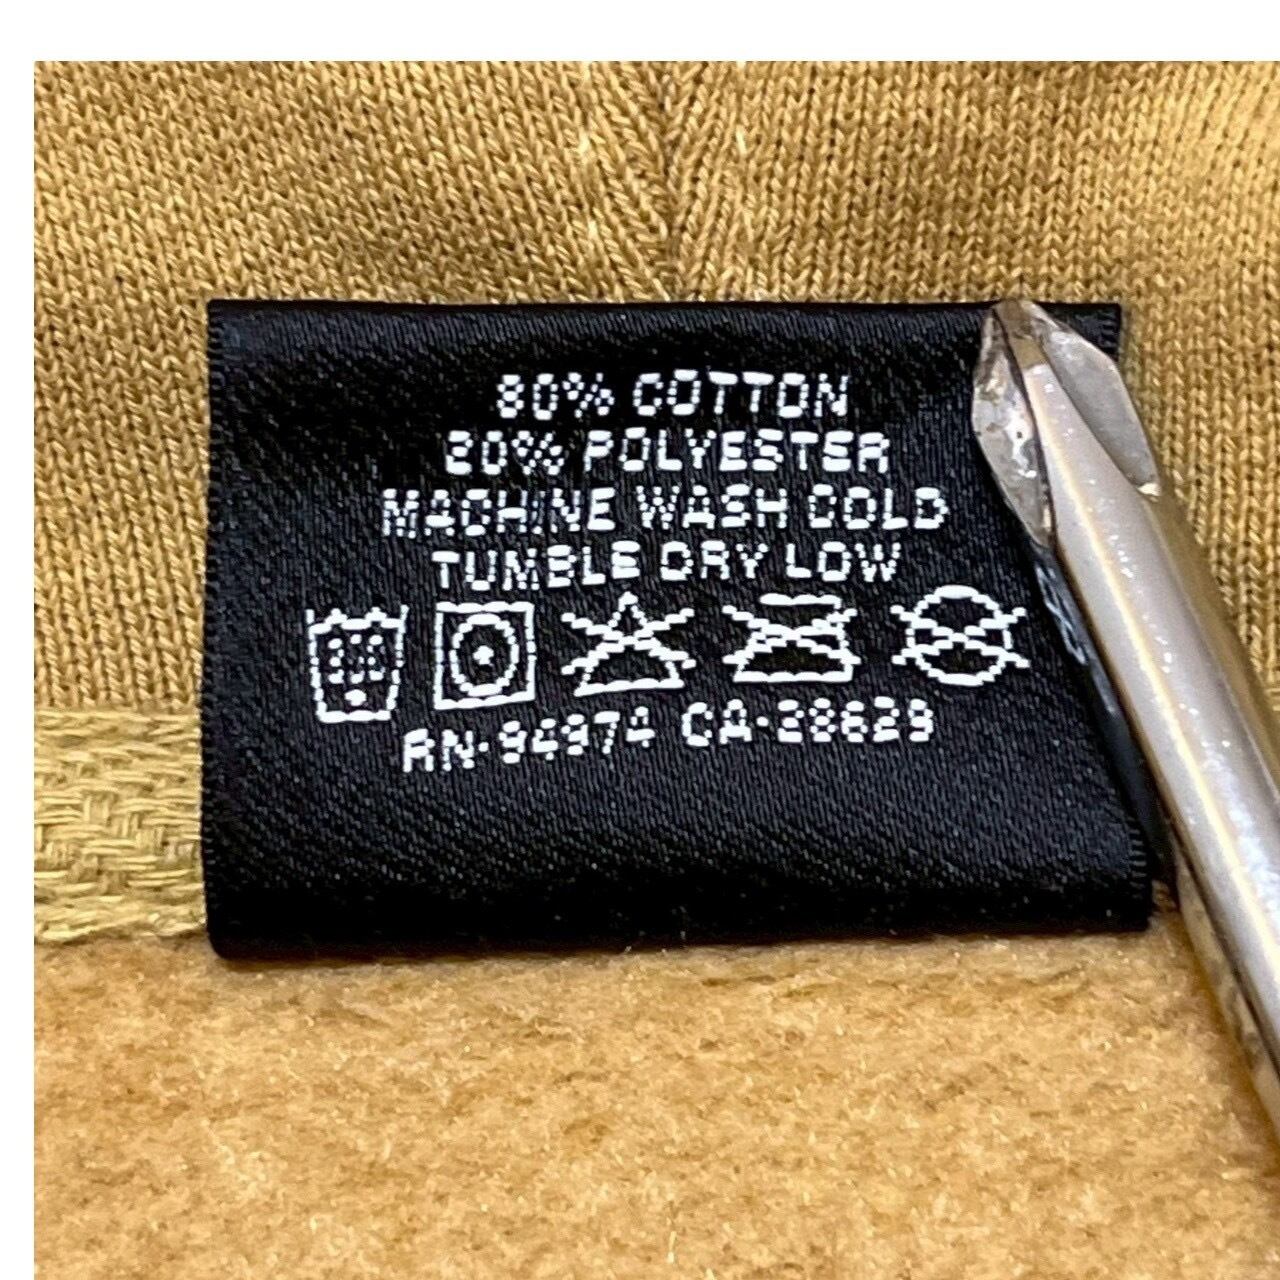 80% COTTON
20% POLYESTER
MACHINE WASH COLD
TUMBLE DRY LOW
RN-94974 CA-28629